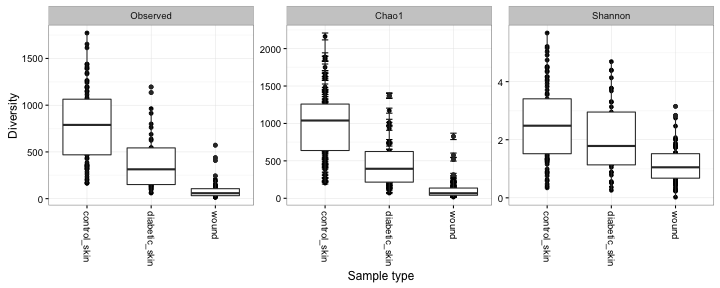 Observed
Chao1
Shannon
Diversity
1500
1000
500
0
2000
1500
1000
500
0
4
2
0
control_skin
diabetic_skin
wound
control_skin
diabetic_skin
wound
control_skin
diabetic_skin
wound
Sample type